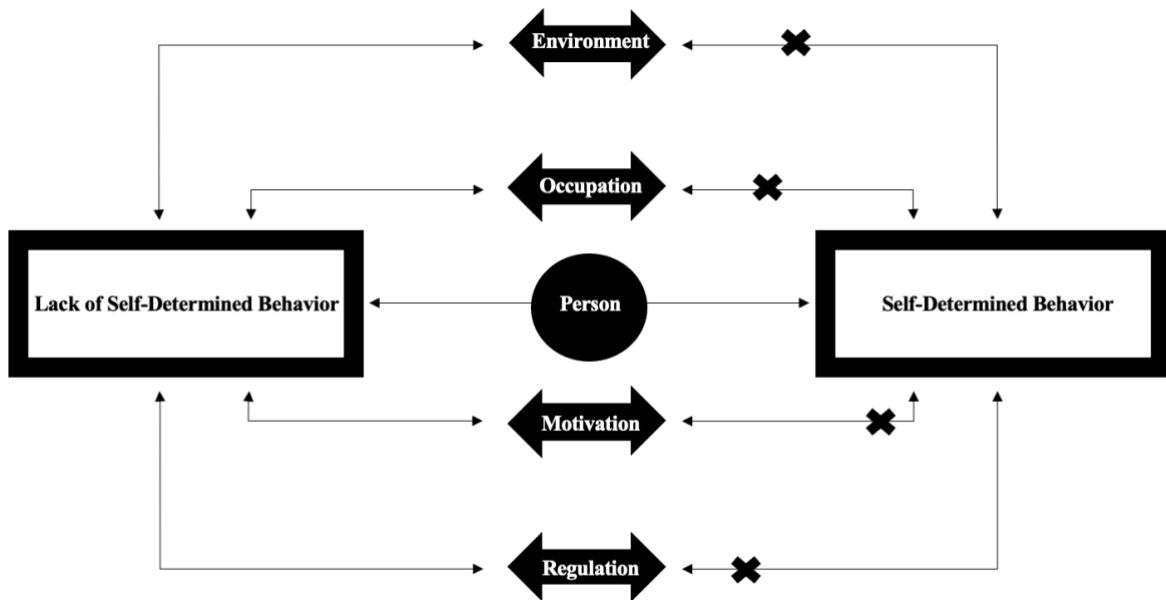 Environment
Occupation
Lack of Self-Determined Behavior
Person
Self-Determined Behavior
Motivation
Regulation